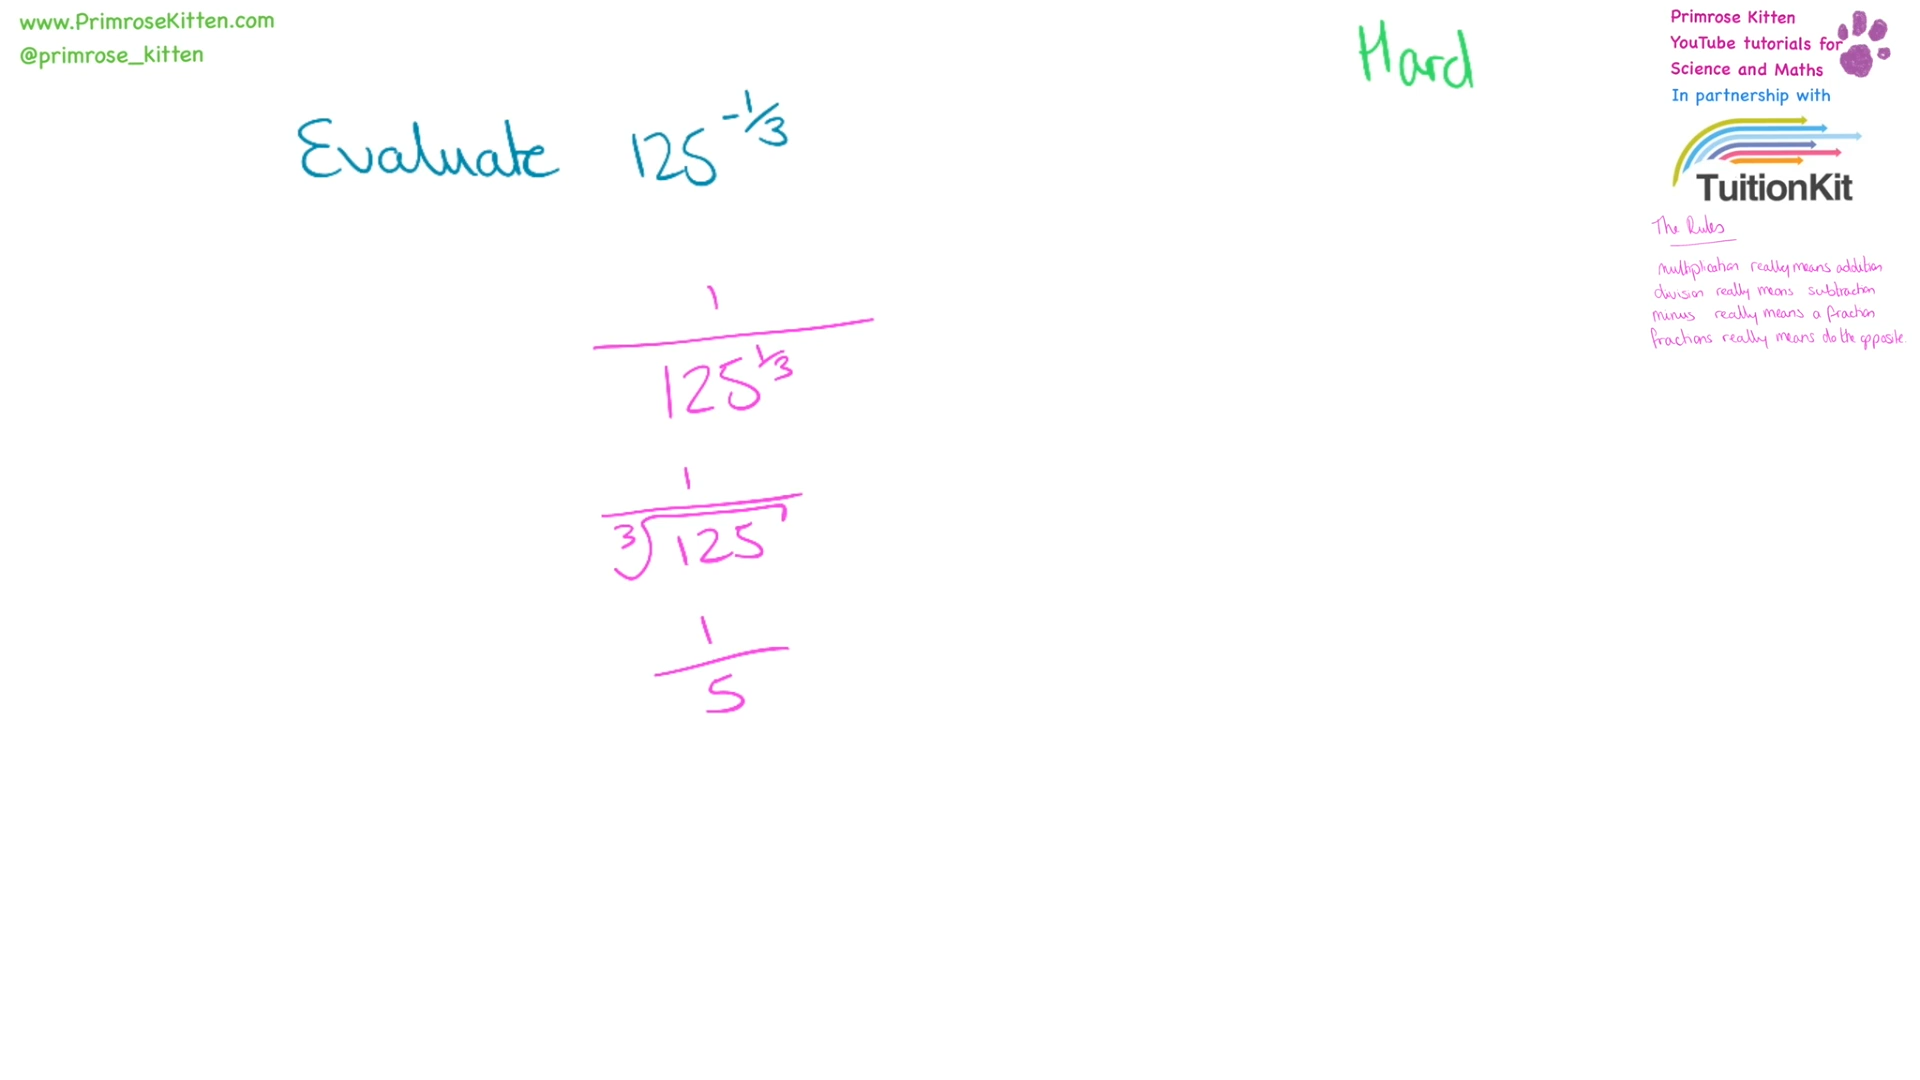 www.PrimroseKitten.com
@primrose_kitten
Hard
Primrose Kitten
YouTube tutorials for
Science and Maths
In partnership with
TuitionKit
Evaluate 125^-1/3
The Rules
multiplication really means addition
division really means subtraction
minus really means a fraction
fractions really means do the opposite.
1
125^1/3
1
3√125
1
5